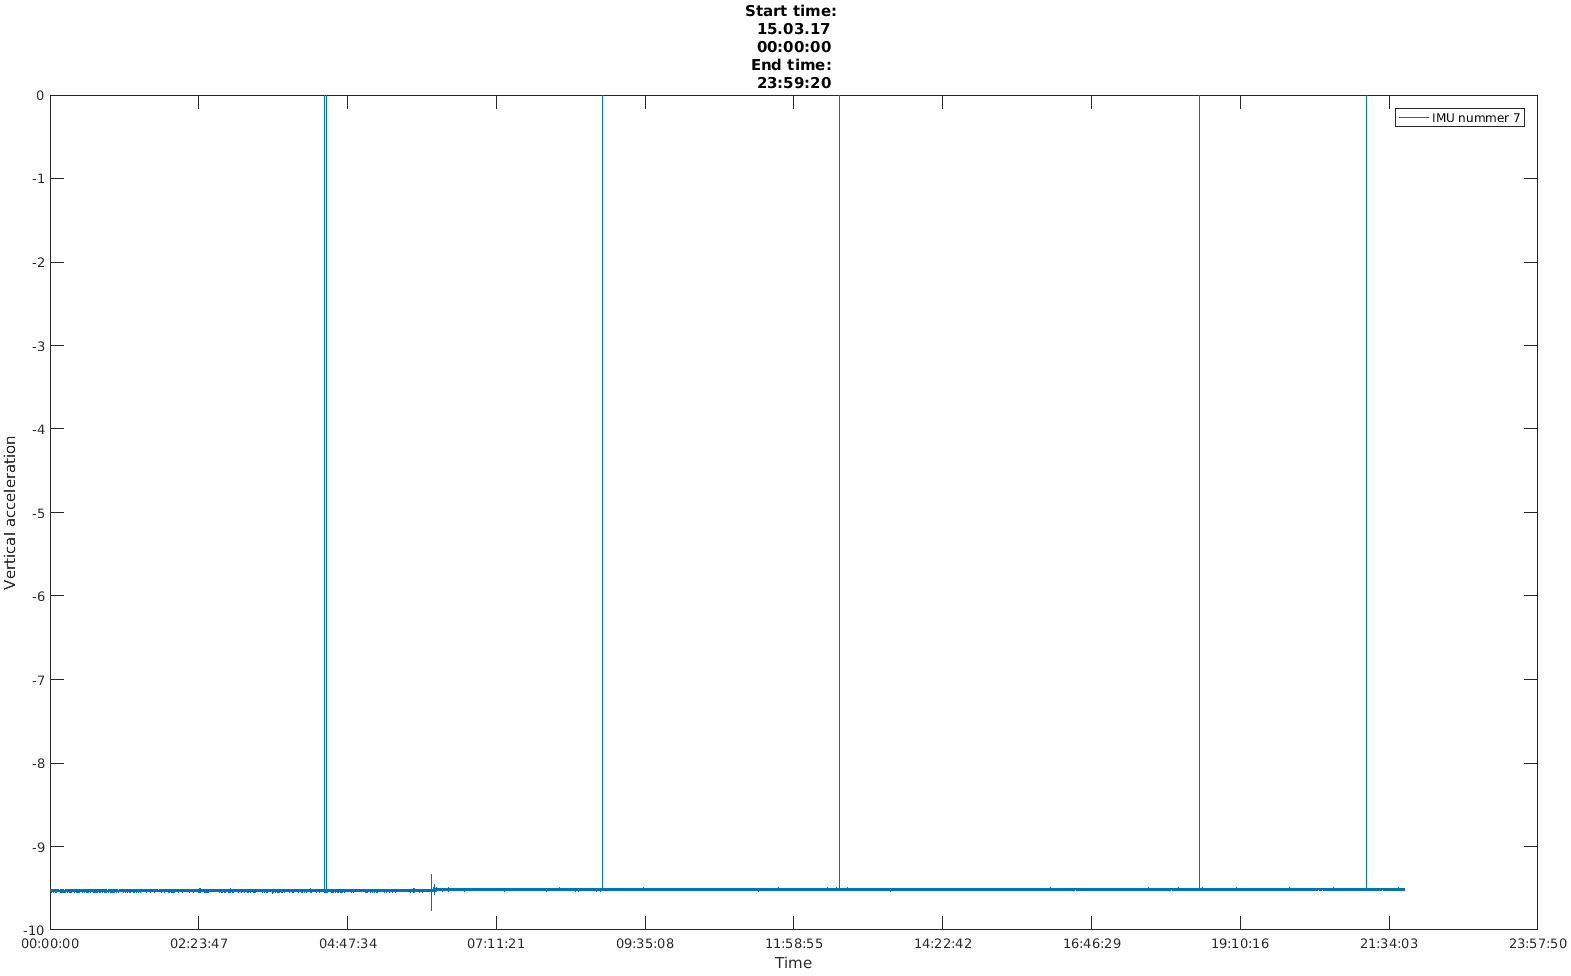 Start time:
15.03.17
00:00:00
End time:
23:59:20
0
-1
-2
-3
-4
-5
-6
-7
-8
-9
-10
Vertical acceleration
IMU nummer 7
00:00:00 02:23:47 04:47:34 07:11:21 09:35:08 11:58:55 14:22:42 16:46:29 19:10:16 21:34:03 23:57:50
Time